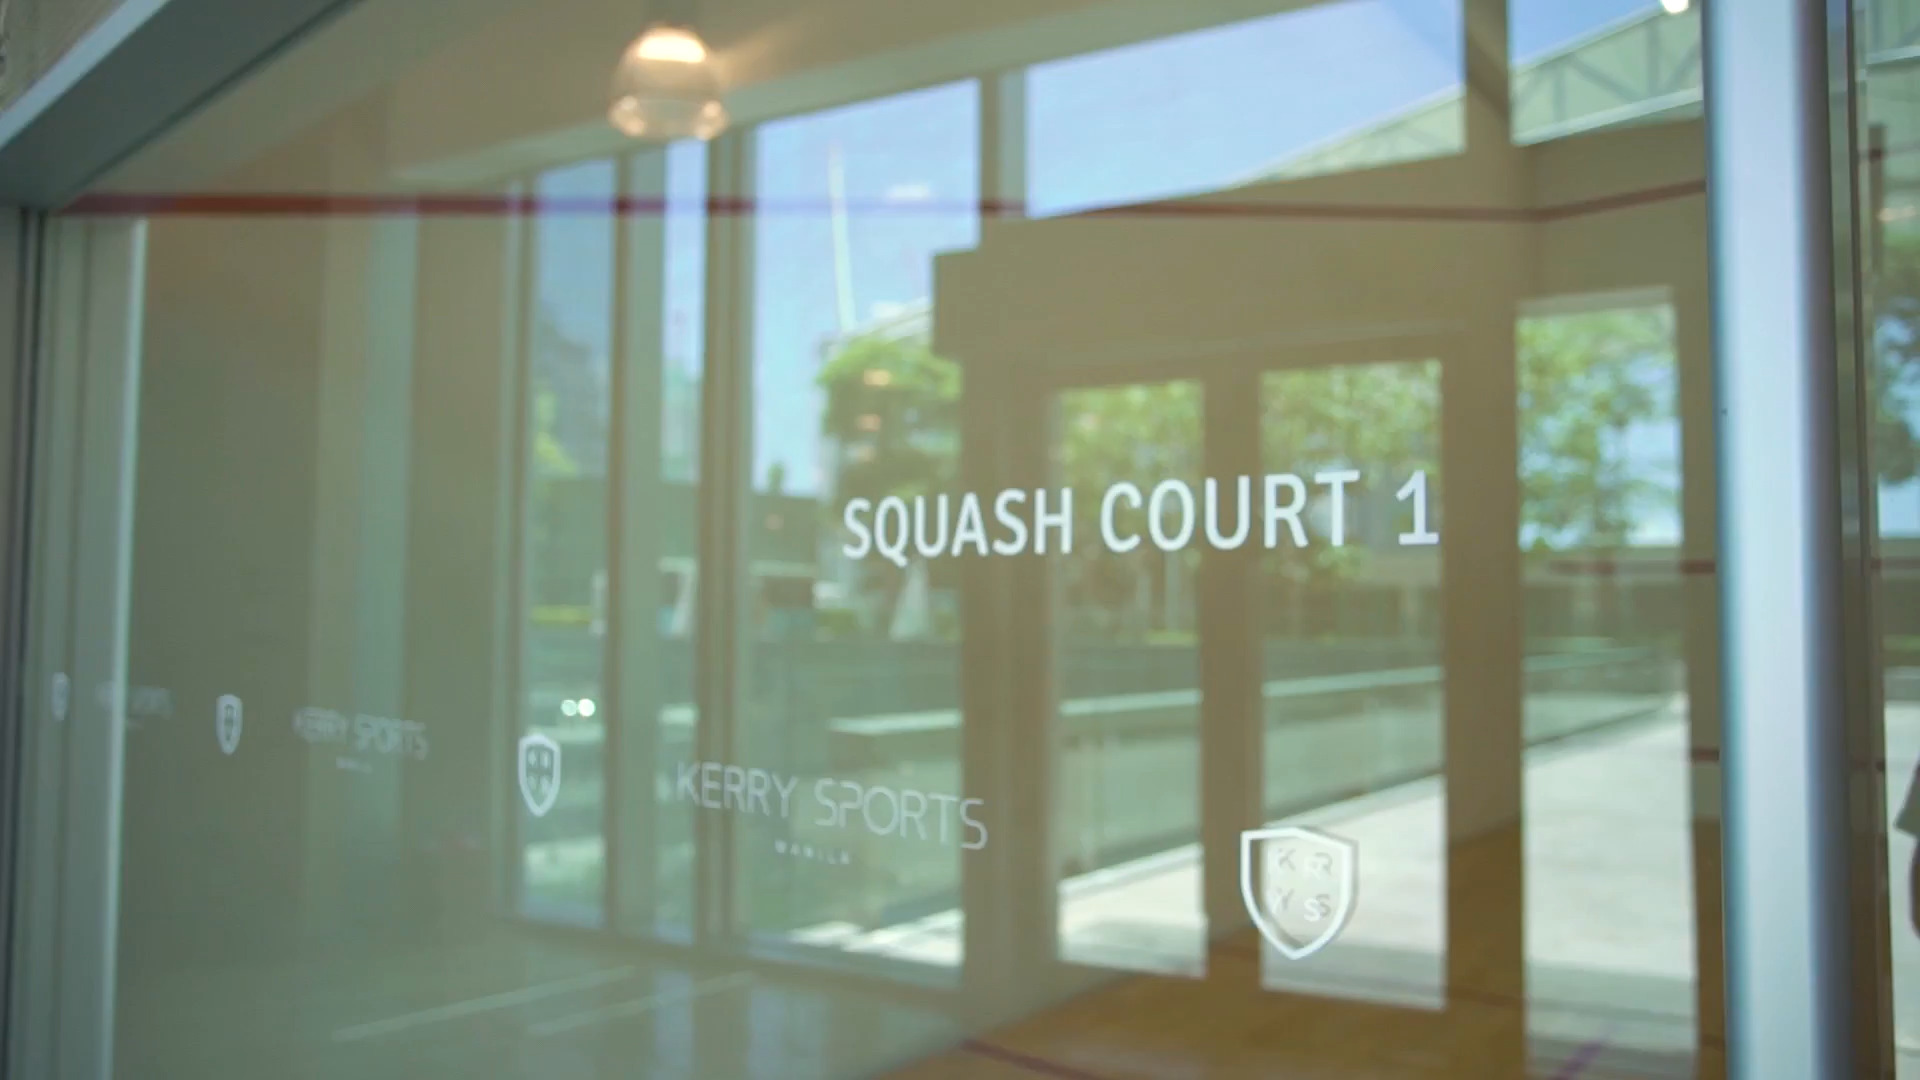 SQUASH COURT 1
KERRY SPORTS
KERRY SPORTS
MANILA
K R
Y S